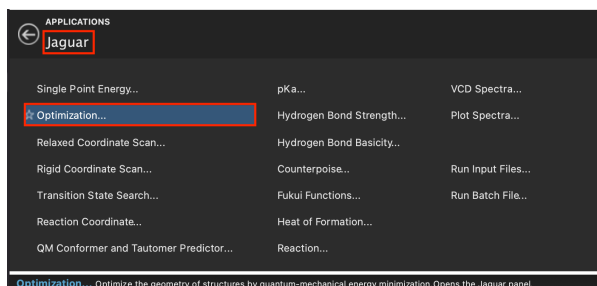 APPLICATIONS
Jaguar
Single Point Energy...
Optimization...
Relaxed Coordinate Scan...
Rigid Coordinate Scan...
Transition State Search...
Reaction Coordinate...
QM Conformer and Tautomer Predictor...
pKa...
Hydrogen Bond Strength...
Hydrogen Bond Basicity...
Counterpoise...
Fukui Functions...
Heat of Formation...
Reaction...
VCD Spectra...
Plot Spectra...
Run Input Files...
Run Batch File...
Optimization... Optimize the geometry of structures by quantum-mechanical energy minimization.Opens the Jaguar panel